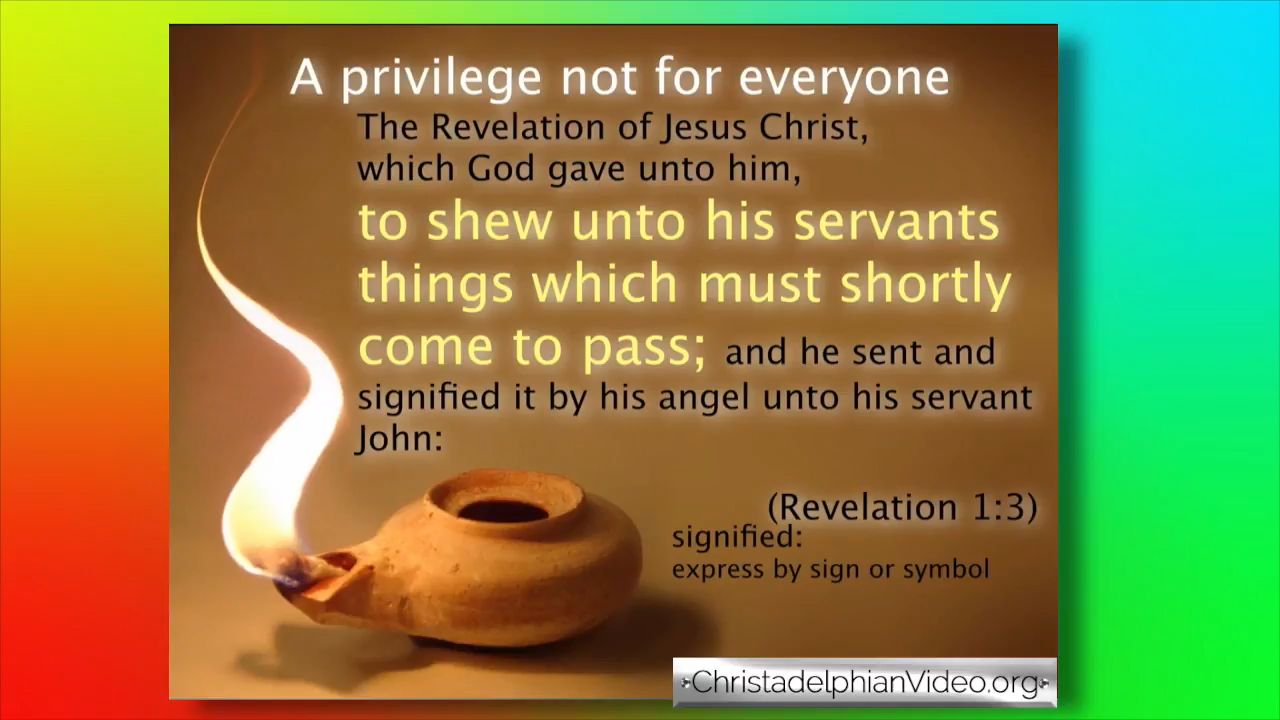 A privilege not for everyone
The Revelation of Jesus Christ,
which God gave unto him,
to shew unto his servants
things which must shortly
come to pass; and he sent and
signified it by his angel unto his servant
John:
(Revelation 1:3)
signified:
express by sign or symbol
ChristadelphianVideo.org